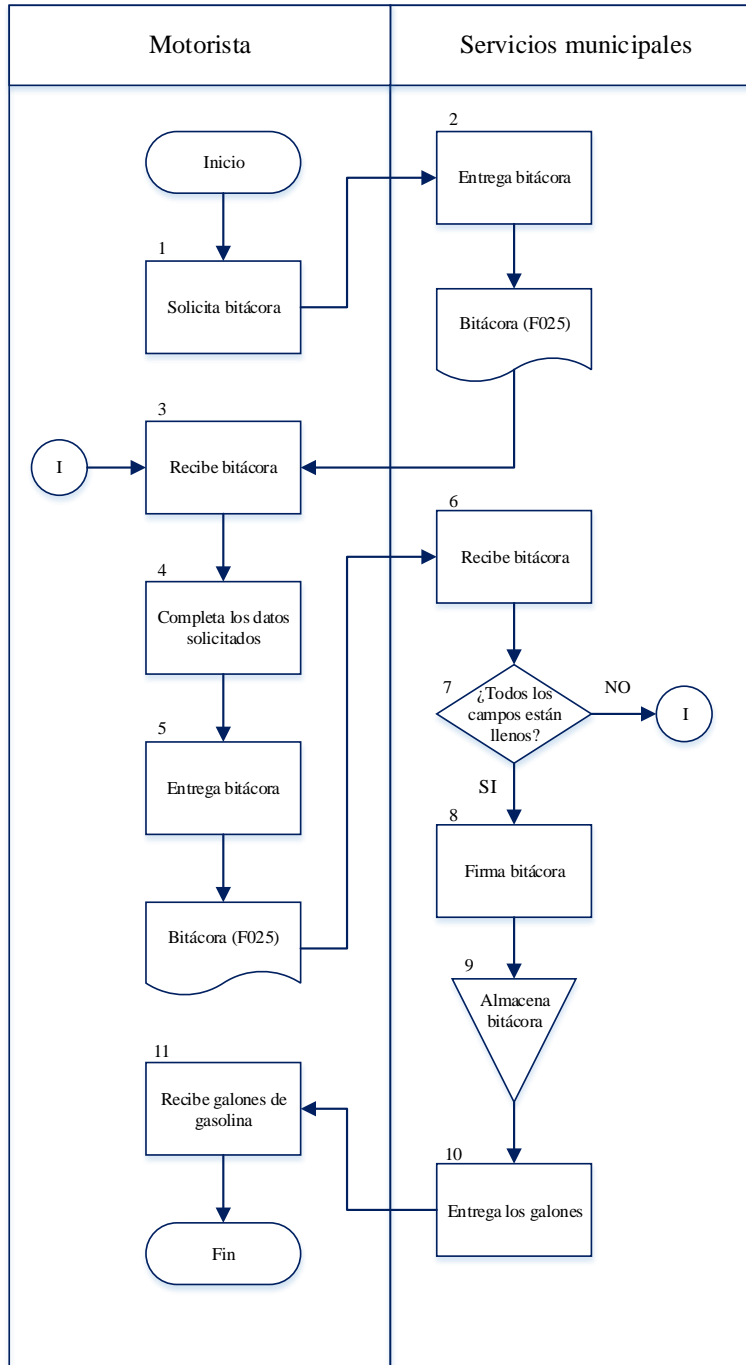 Motorista
Servicios municipales
Inicio
1
Solicita bitácora
2
Entrega bitácora
Bitácora (F025)
I
3
Recibe bitácora
4
Completa los datos
solicitados
5
Entrega bitácora
Bitácora (F025)
6
Recibe bitácora
7
¿Todos los
campos están
llenos?
NO
I
SI
8
Firma bitácora
9
Almacena
bitácora
10
Entrega los galones
11
Recibe galones de
gasolina
Fin